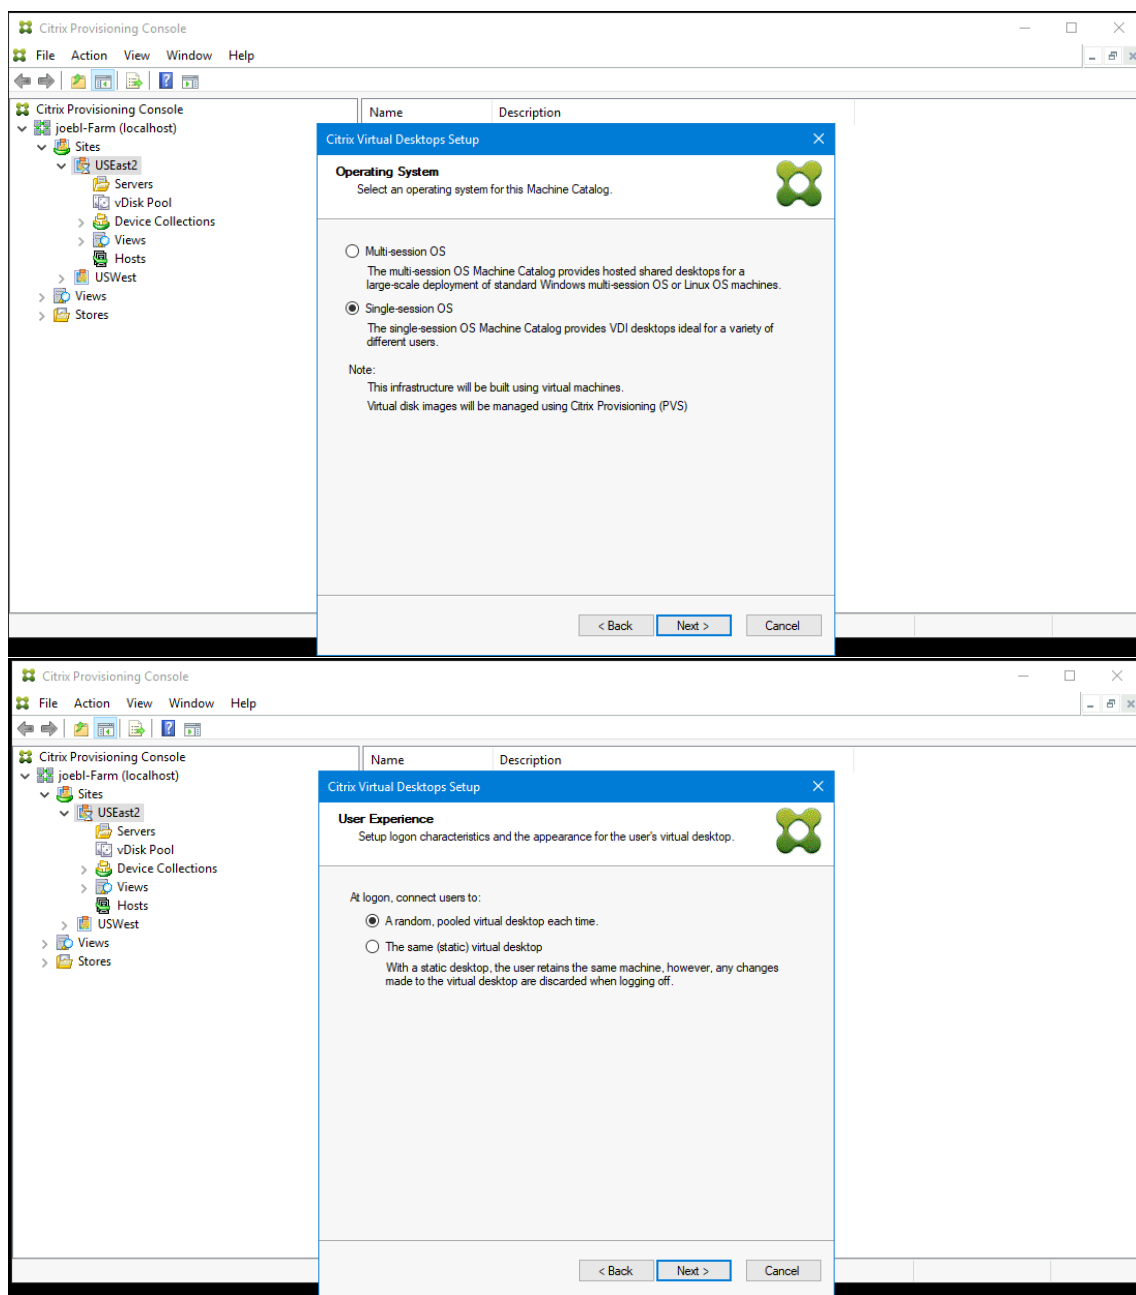 Citrix Provisioning Console
File Action View Window Help
Citrix Provisioning Console
joebl-Farm (localhost)
Sites
USEast2
Servers
vDisk Pool
Device Collections
Views
Hosts
USWest
Views
Stores
Name Description
Citrix Virtual Desktops Setup
Operating System
Select an operating system for this Machine Catalog.
Multi-session OS
The multi-session OS Machine Catalog provides hosted shared desktops for a
large-scale deployment of standard Windows multi-session OS or Linux OS machines.
Single-session OS
The single-session OS Machine Catalog provides VDI desktops ideal for a variety of
different users.
Note:
This infrastructure will be built using virtual machines.
Virtual disk images will be managed using Citrix Provisioning (PVS)
< Back Next > Cancel
Citrix Provisioning Console
File Action View Window Help
Citrix Provisioning Console
joebl-Farm (localhost)
Sites
USEast2
Servers
vDisk Pool
Device Collections
Views
Hosts
USWest
Views
Stores
Name Description
Citrix Virtual Desktops Setup
User Experience
Setup logon characteristics and the appearance for the user's virtual desktop.
At logon, connect users to:
A random, pooled virtual desktop each time.
The same (static) virtual desktop
With a static desktop, the user retains the same machine, however, any changes
made to the virtual desktop are discarded when logging off.
< Back Next > Cancel